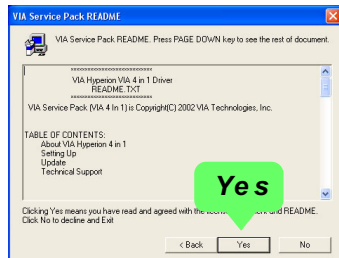 VIA Service Pack README
VIA Service Pack README. Press PAGE DOWN key to see the rest of document.
============================
VIA Hyperion VIA 4 in 1 Driver
README.TXT
============================
VIA Service Pack (VIA 4 In 1) is Copyright(C) 2002 VIA Technologies, Inc.
TABLE OF CONTENTS:
About VIA Hyperion 4 in 1
Setting Up
Update
Technical Support
Yes
Clicking Yes means you have read and agreed with the and README.
Click No to decline and Exit
< Back Yes No